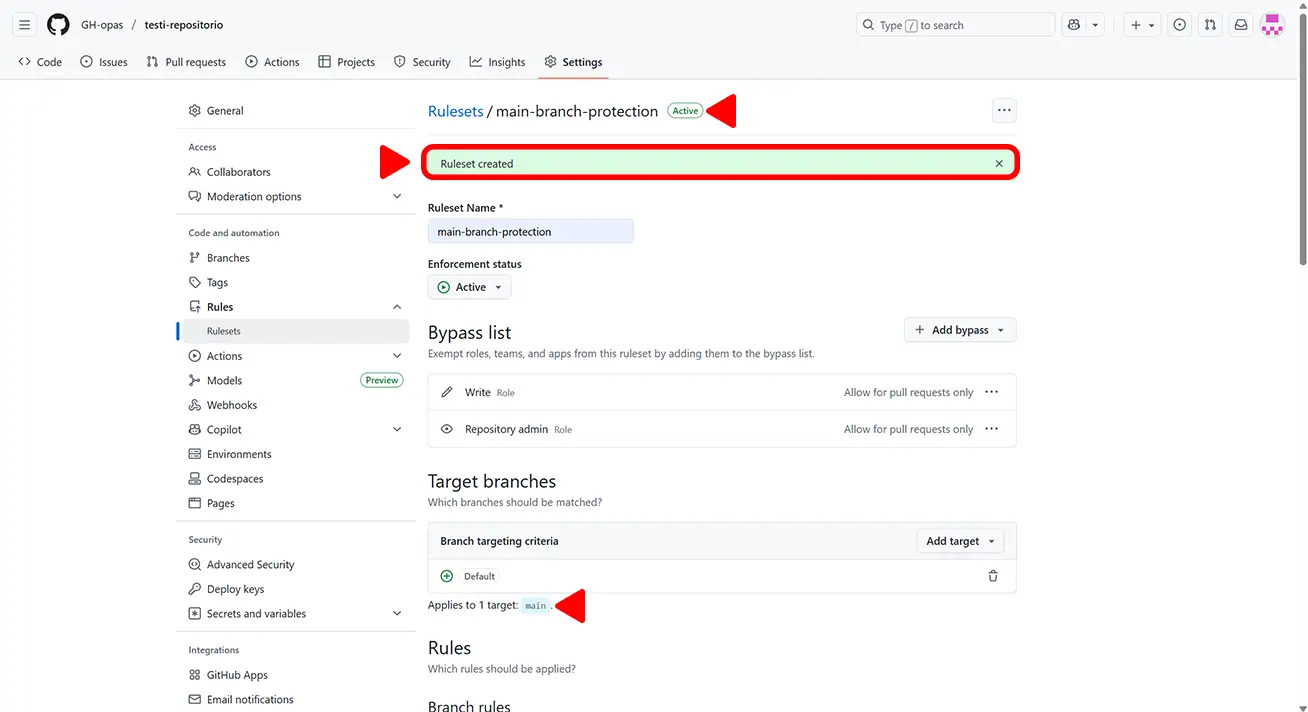 GH-opas / testi-repositorio
Type / to search
Code Issues Pull requests Actions Projects Security Insights Settings
General
Access
Collaborators
Moderation options
Code and automation
Branches
Tags
Rules
Rulesets
Actions
Models Preview
Webhooks
Copilot
Environments
Codespaces
Pages
Security
Advanced Security
Deploy keys
Secrets and variables
Integrations
GitHub Apps
Email notifications
Rulesets / main-branch-protection Active
Ruleset created
Ruleset Name *
main-branch-protection
Enforcement status
Active
Bypass list
Add bypass
Exempt roles, teams, and apps from this ruleset by adding them to the bypass list.
Write Role Allow for pull requests only
Repository admin Role Allow for pull requests only
Target branches
Which branches should be matched?
Branch targeting criteria Add target
Default
Applies to 1 target: main.
Rules
Which rules should be applied?
Branch rules